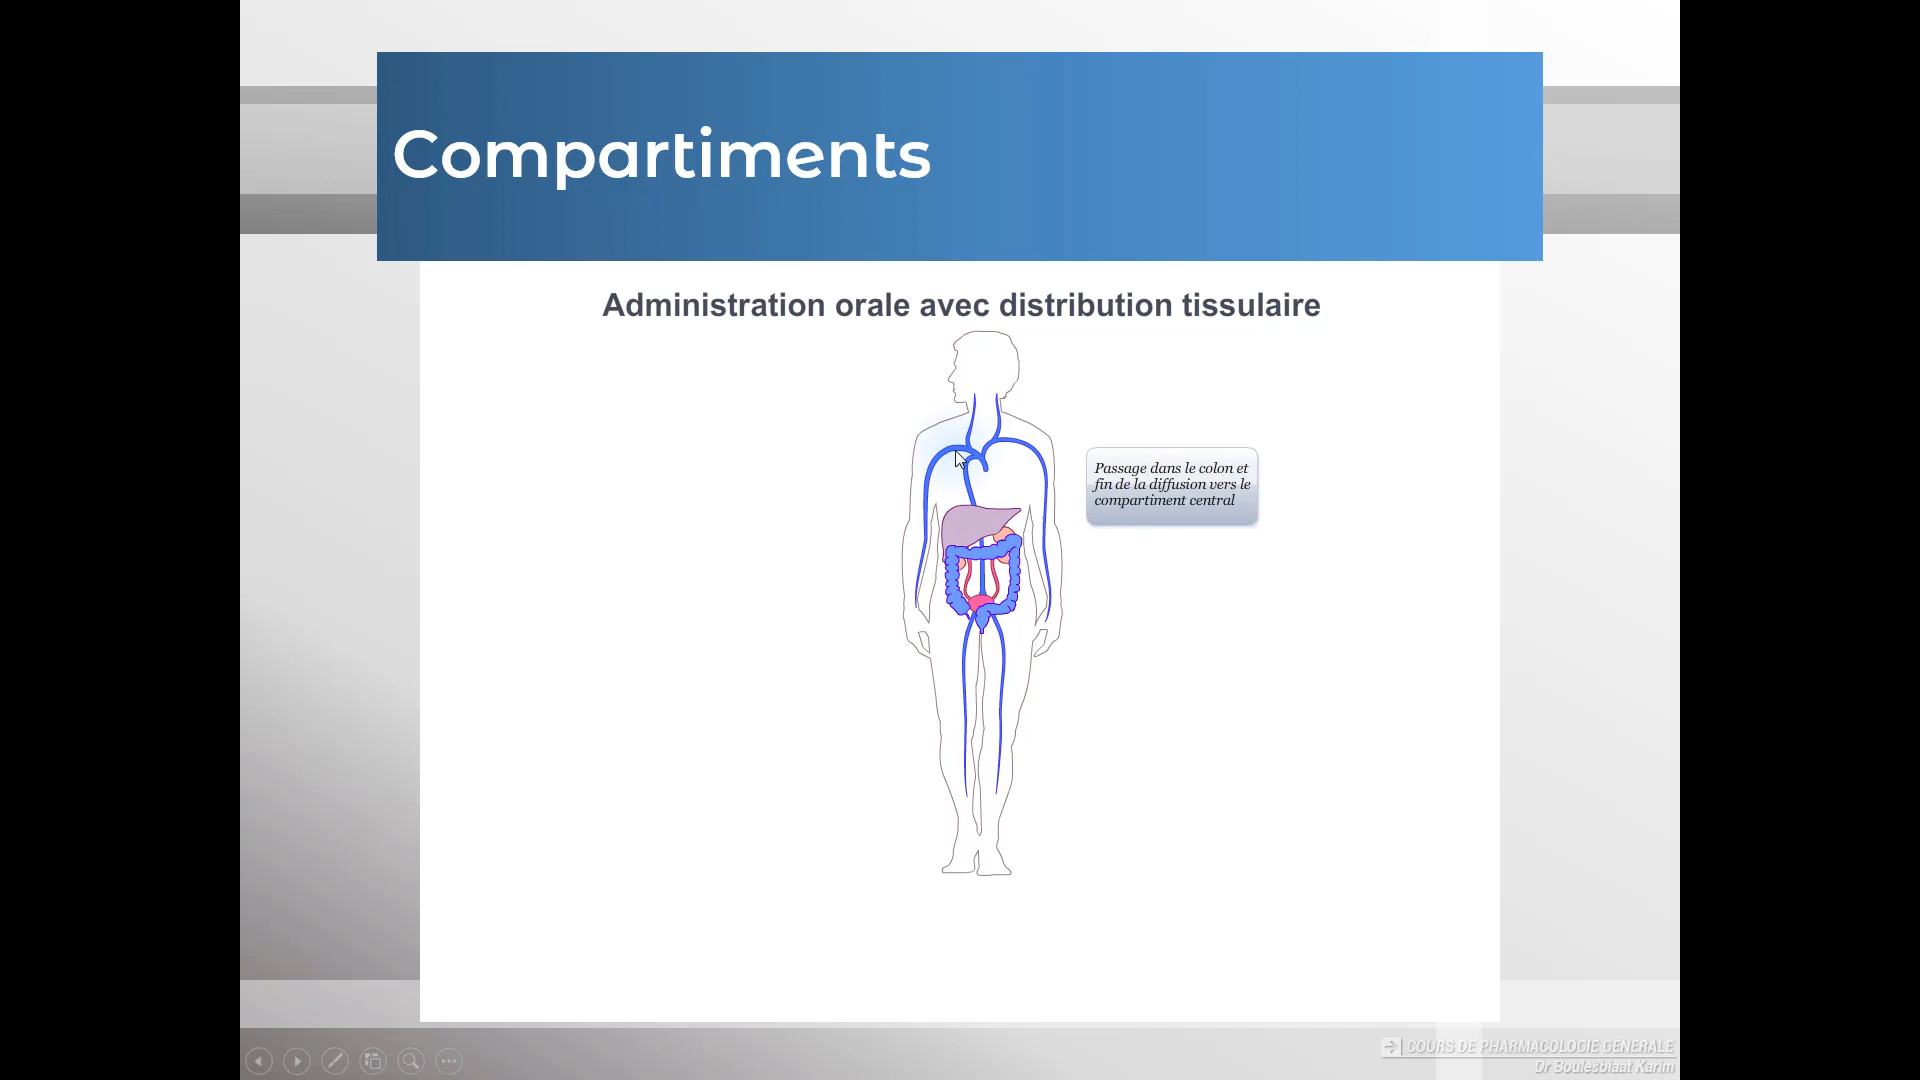 Compartiments
Administration orale avec distribution tissulaire
Passage dans le colon et
fin de la diffusion vers le
compartiment central
COURS DE PHARMACOLOGIE GENERALE
Dr Boulesblaat Karim